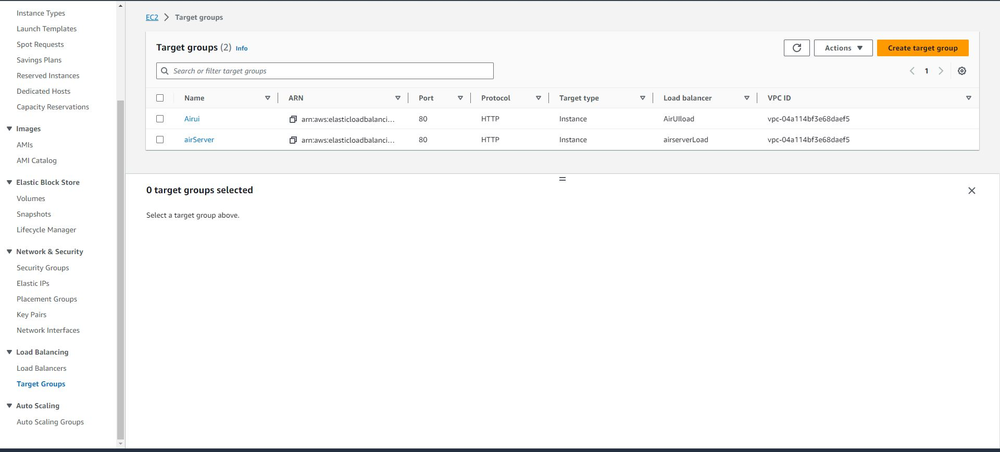 Instance Types
Launch Templates
Spot Requests
Savings Plans
Reserved Instances
Dedicated Hosts
Capacity Reservations
Images
AMIs
AMI Catalog
Elastic Block Store
Volumes
Snapshots
Lifecycle Manager
Network & Security
Security Groups
Elastic IPs
Placement Groups
Key Pairs
Network Interfaces
Load Balancing
Load Balancers
Target Groups
Auto Scaling
Auto Scaling Groups
EC2 > Target groups
Target groups (2) Info
Actions
Create target group
Search or filter target groups
1
Name ARN Port Protocol Target type Load balancer VPC ID
Airui arn:aws:elasticloadbalanci... 80 HTTP Instance AirUIload vpc-04a114bf3e68daef5
airServer arn:aws:elasticloadbalanci... 80 HTTP Instance airserverLoad vpc-04a114bf3e68daef5
0 target groups selected
Select a target group above.